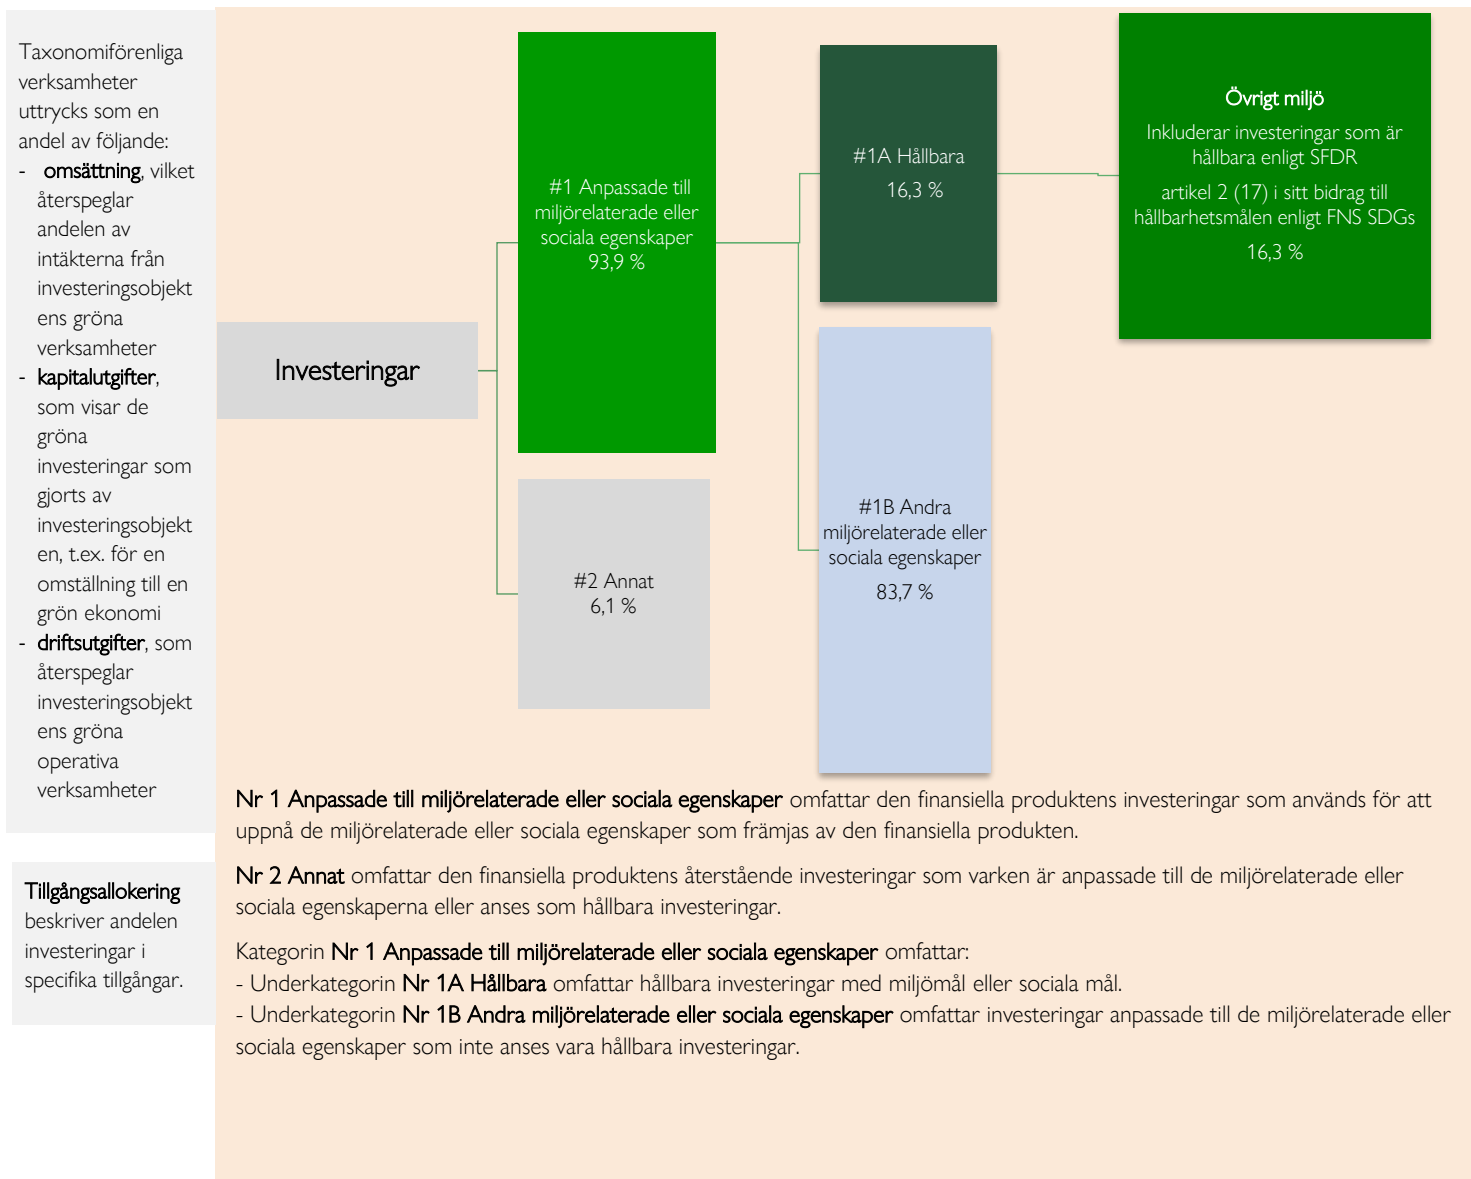 Taxonomiförenliga
verksamheter
uttrycks som en
andel av följande:
- omsättning, vilket
återspeglar
andelen av
intäkterna från
investeringsobjekt
ens gröna
verksamheter
- kapitalutgifter,
som visar de
gröna
investeringar som
gjorts av
investeringsobjekt
en, t.ex. för en
omställning till en
grön ekonomi
- driftsutgifter, som
återspeglar
investeringsobjekt
ens gröna
operativa
verksamheter
Tillgångsallokering
beskriver andelen
investeringar i
specifika tillgångar.
Investeringar
#1 Anpassade till
miljörelaterade eller
sociala egenskaper
93,9 %
#2 Annat
6,1 %
#1A Hållbara
16,3 %
#1B Andra
miljörelaterade eller
sociala egenskaper
83,7 %
Övrigt miljö
Inkluderar investeringar som är
hållbara enligt SFDR
artikel 2 (17) i sitt bidrag till
hållbarhetsmålen enligt FNS SDGs
16,3 %
Nr 1 Anpassade till miljörelaterade eller sociala egenskaper omfattar den finansiella produktens investeringar som används för att
uppnå de miljörelaterade eller sociala egenskaper som främjas av den finansiella produkten.
Nr 2 Annat omfattar den finansiella produktens återstående investeringar som varken är anpassade till de miljörelaterade eller
sociala egenskaperna eller anses som hållbara investeringar.
Kategorin Nr 1 Anpassade till miljörelaterade eller sociala egenskaper omfattar:
- Underkategorin Nr 1A Hållbara omfattar hållbara investeringar med miljömål eller sociala mål.
- Underkategorin Nr 1B Andra miljörelaterade eller sociala egenskaper omfattar investeringar anpassade till de miljörelaterade eller
sociala egenskaper som inte anses vara hållbara investeringar.